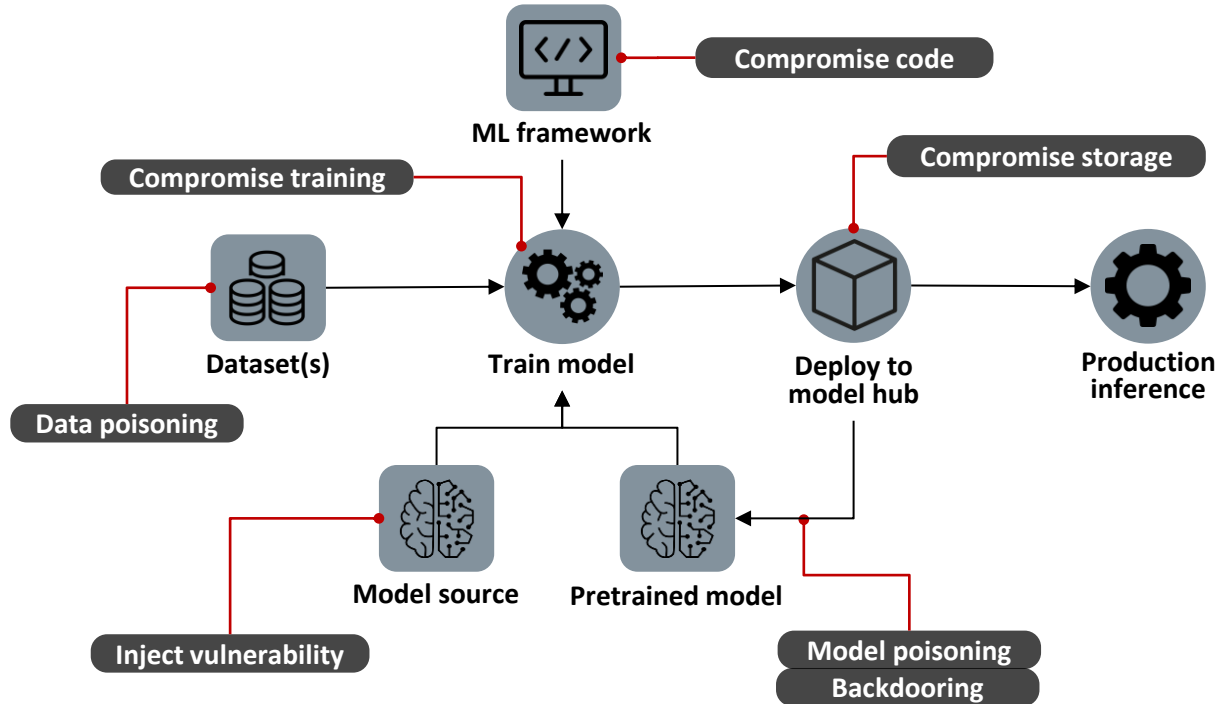 </>
Compromise code
ML framework
Compromise training
Compromise storage
Dataset(s)
Train model
Deploy to
model hub
Production
inference
Data poisoning
Model source
Pretrained model
Inject vulnerability
Model poisoning
Backdooring